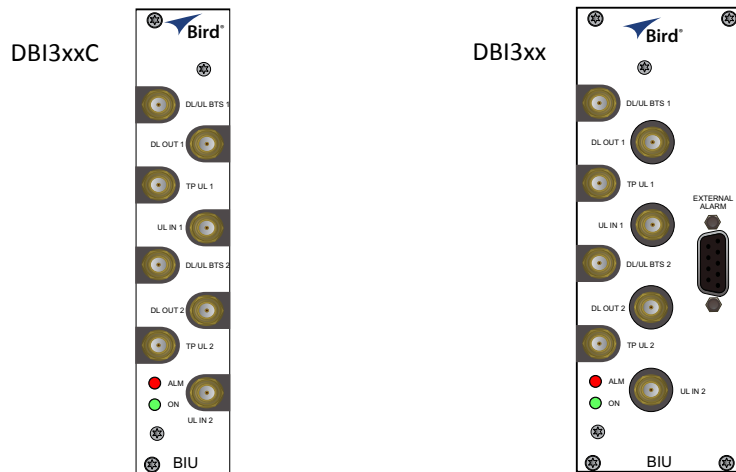 DBI3xxC
Bird®
DL/UL BTS 1
DL OUT 1
TP UL 1
UL IN 1
DL/UL BTS 2
DL OUT 2
TP UL 2
ALM
ON
UL IN 2
BIU
DBI3xx
Bird®
DL/UL BTS 1
DL OUT 1
TP UL 1
EXTERNAL
ALARM
UL IN 1
DL/UL BTS 2
DL OUT 2
TP UL 2
ALM
UL IN 2
ON
BIU